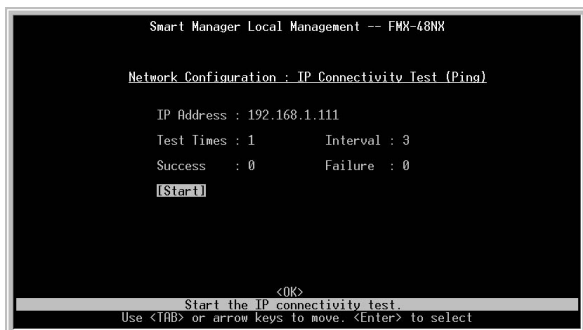 Smart Manager Local Management -- FMX-48NX
Network Configuration : IP Connectivity Test (Ping)
IP Address : 192.168.1.111
Test Times : 1 Interval : 3
Success : 0 Failure : 0
[Start]
<OK>
Start the IP connectivity test.
Use <TAB> or arrow keys to move. <Enter> to select